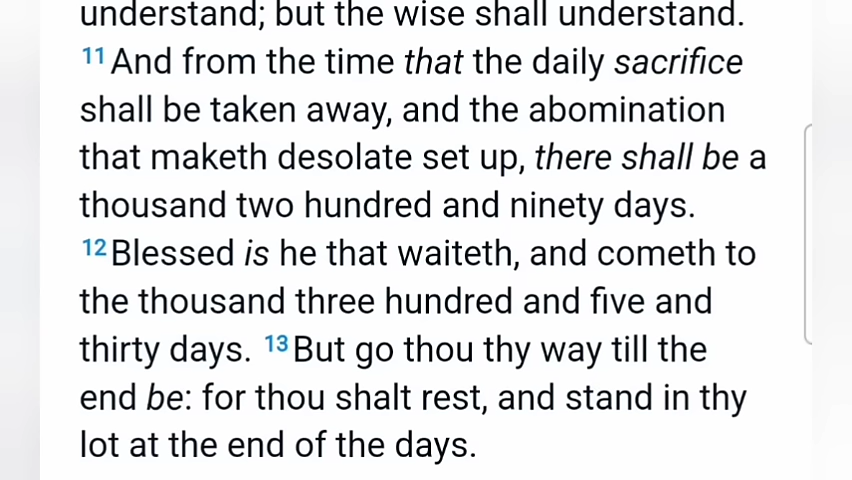 understand; but the wise shall understand.
11 And from the time that the daily sacrifice
shall be taken away, and the abomination
that maketh desolate set up, there shall be a
thousand two hundred and ninety days.
12 Blessed is he that waiteth, and cometh to
the thousand three hundred and five and
thirty days. 13 But go thou thy way till the
end be: for thou shalt rest, and stand in thy
lot at the end of the days.